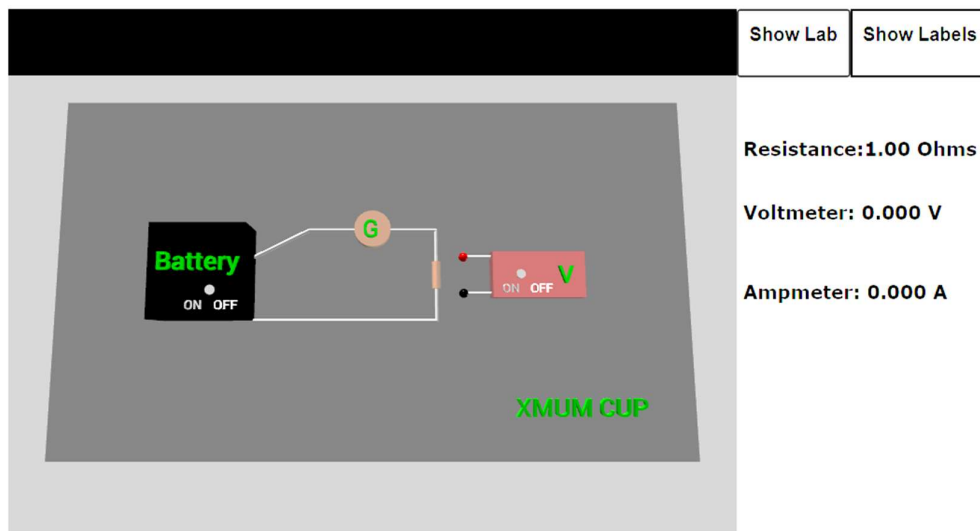 Show Lab
Show Labels
Resistance:1.00 Ohms
Voltmeter: 0.000 V
Ampmeter: 0.000 A
G
Battery
ON OFF
V
ON OFF
XMUM CUP